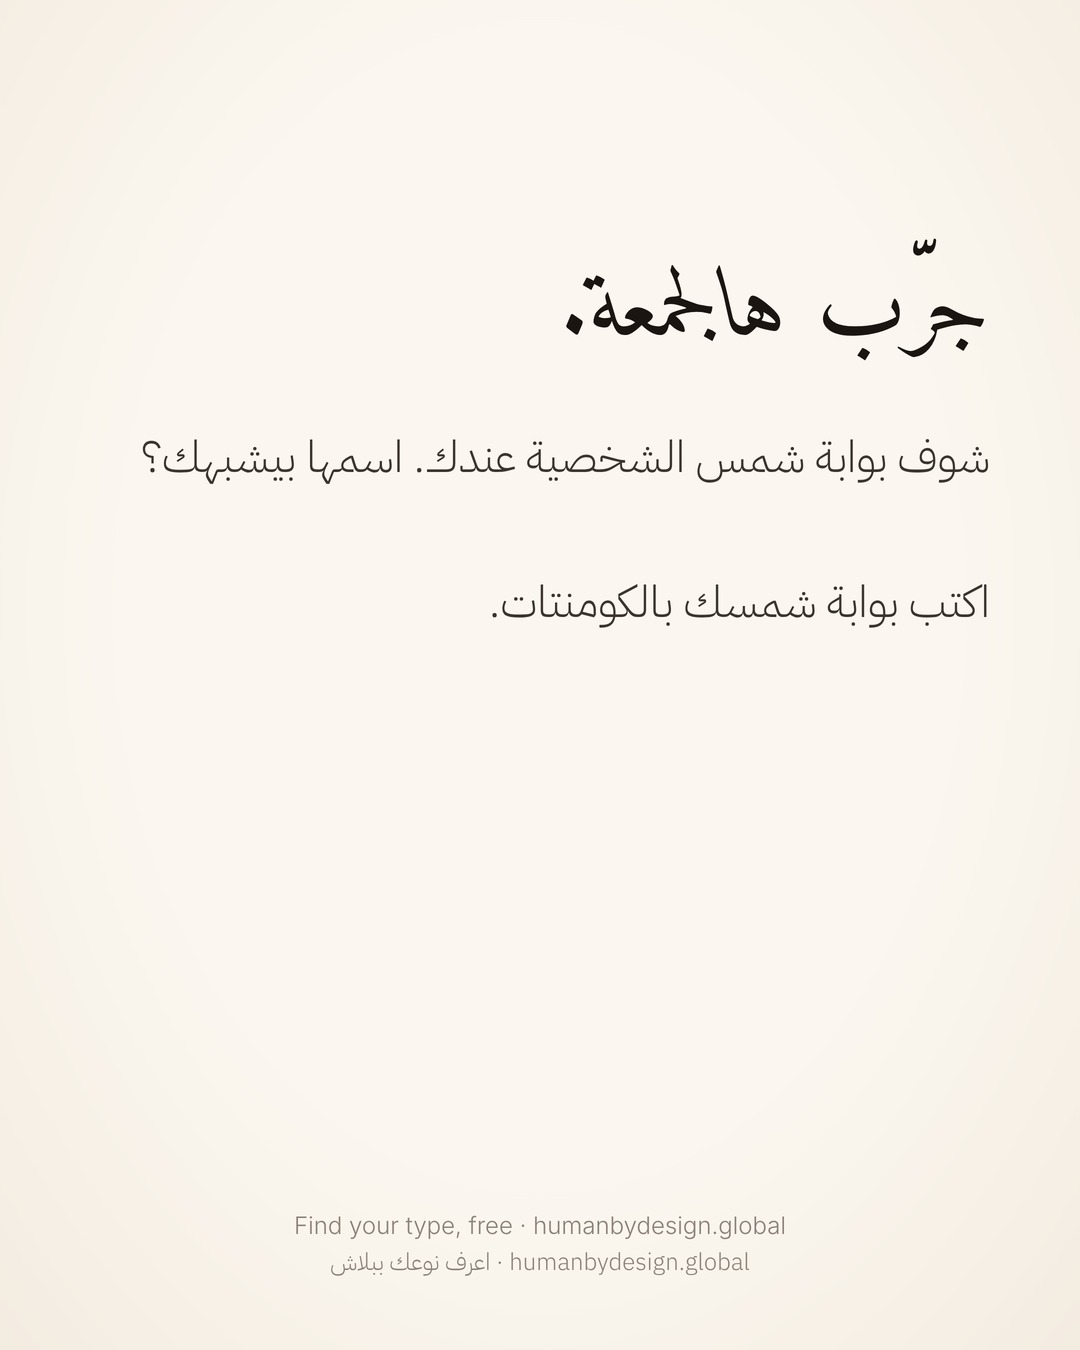 جرّب هالجمعة.
شوف بوابة شمس الشخصية عندك. اسمها بيشبهك؟
اكتب بوابة شمسك بالكومنتات.
Find your type, free · humanbydesign.global
اعرف نوعك ببلاش · humanbydesign.global